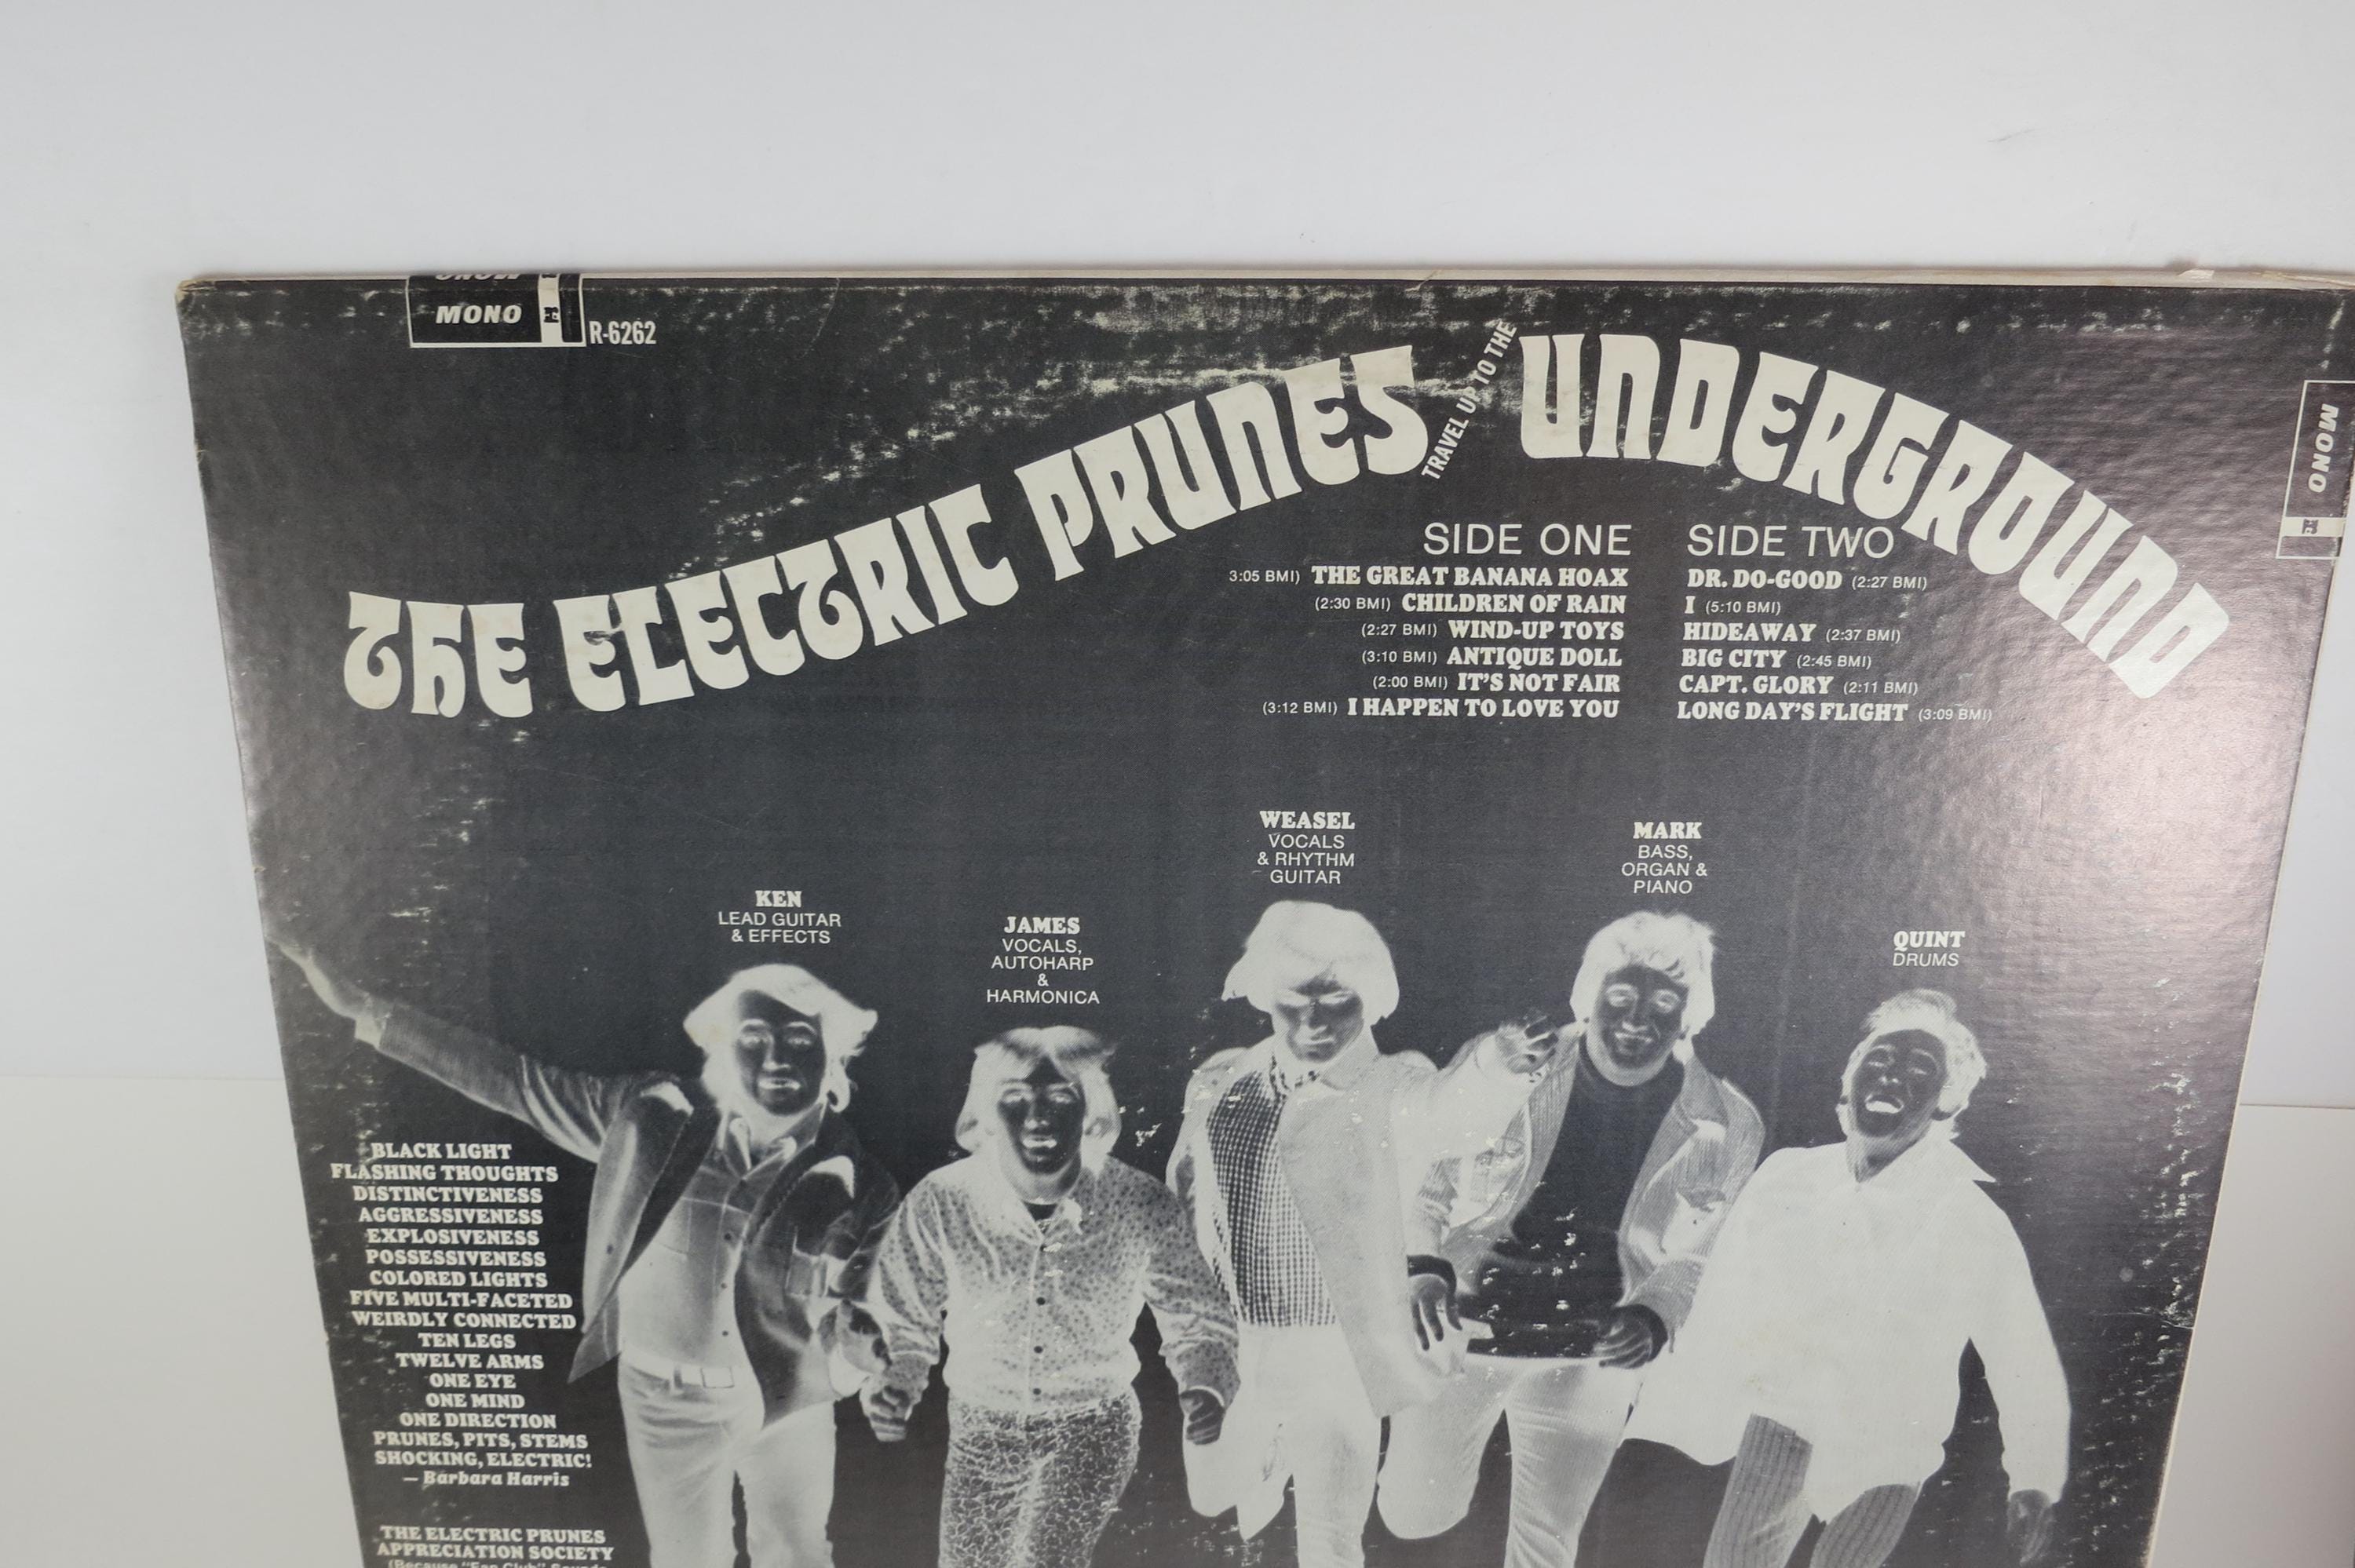 MONO
R-6262
THE ELECTRIC PRUNES TRAVEL UP TO THE UNDERGROUND
MONO
SIDE ONE
3:05 BMI) THE GREAT BANANA HOAX
(2:30 BMI) CHILDREN OF RAIN
(2:27 BMI) WIND-UP TOYS
(3:10 BMI) ANTIQUE DOLL
(2:00 BMI) IT'S NOT FAIR
(3:12 BMI) I HAPPEN TO LOVE YOU
SIDE TWO
DR. DO-GOOD (2:27 BMI)
I (5:10 BMI)
HIDEAWAY (2:37 BMI)
BIG CITY (2:45 BMI)
CAPT. GLORY (2:11 BMI)
LONG DAY'S FLIGHT (3:09 BMI)
KEN
LEAD GUITAR
& EFFECTS
JAMES
VOCALS,
AUTOHARP
&
HARMONICA
WEASEL
VOCALS
& RHYTHM
GUITAR
MARK
BASS,
ORGAN &
PIANO
QUINT
DRUMS
BLACK LIGHT
FLASHING THOUGHTS
DISTINCTIVENESS
AGGRESSIVENESS
EXPLOSIVENESS
POSSESSIVENESS
COLORED LIGHTS
FIVE MULTI-FACETED
WEIRDLY CONNECTED
TEN LEGS
TWELVE ARMS
ONE EYE
ONE MIND
ONE DIRECTION
PRUNES, PITS, STEMS
SHOCKING, ELECTRIC!
— Barbara Harris
THE ELECTRIC PRUNES
APPRECIATION SOCIETY
(Because "Fan Club" Sounds